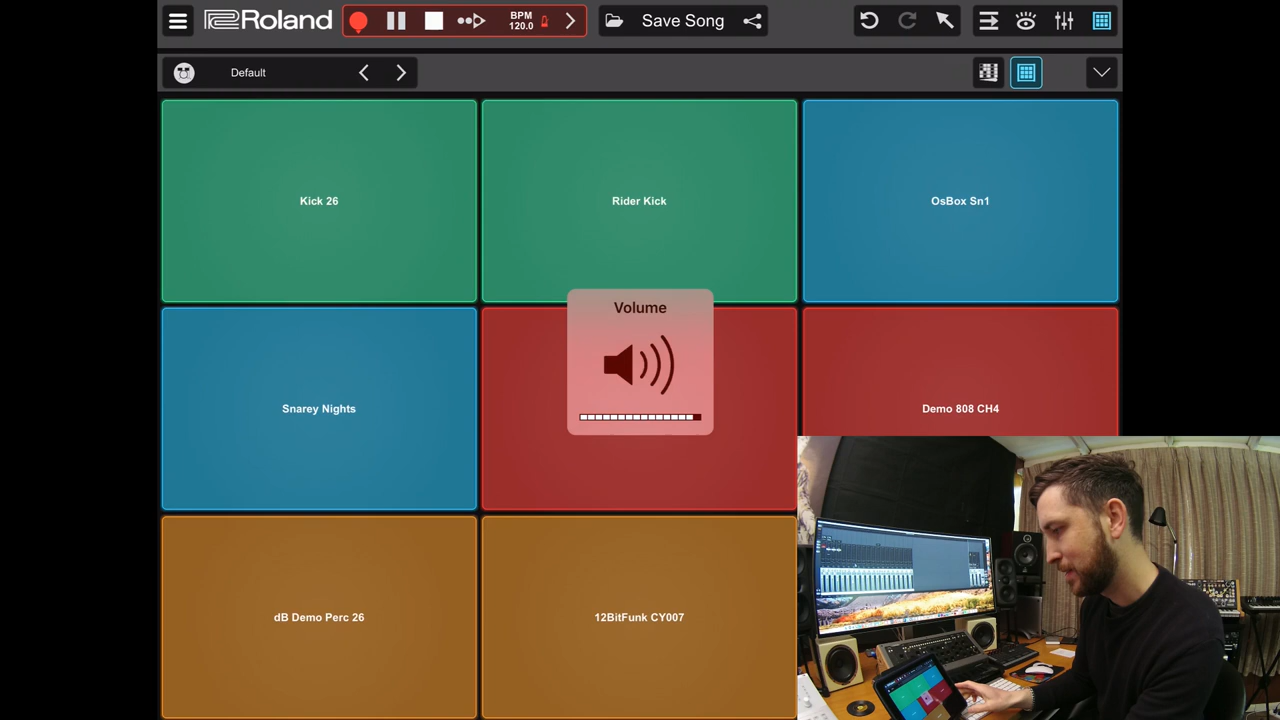 Roland
BPM
120.0
Save Song
Default
Kick 26
Rider Kick
OsBox Sn1
Volume
Snarey Nights
Demo 808 CH4
dB Demo Perc 26
12BitFunk CY007